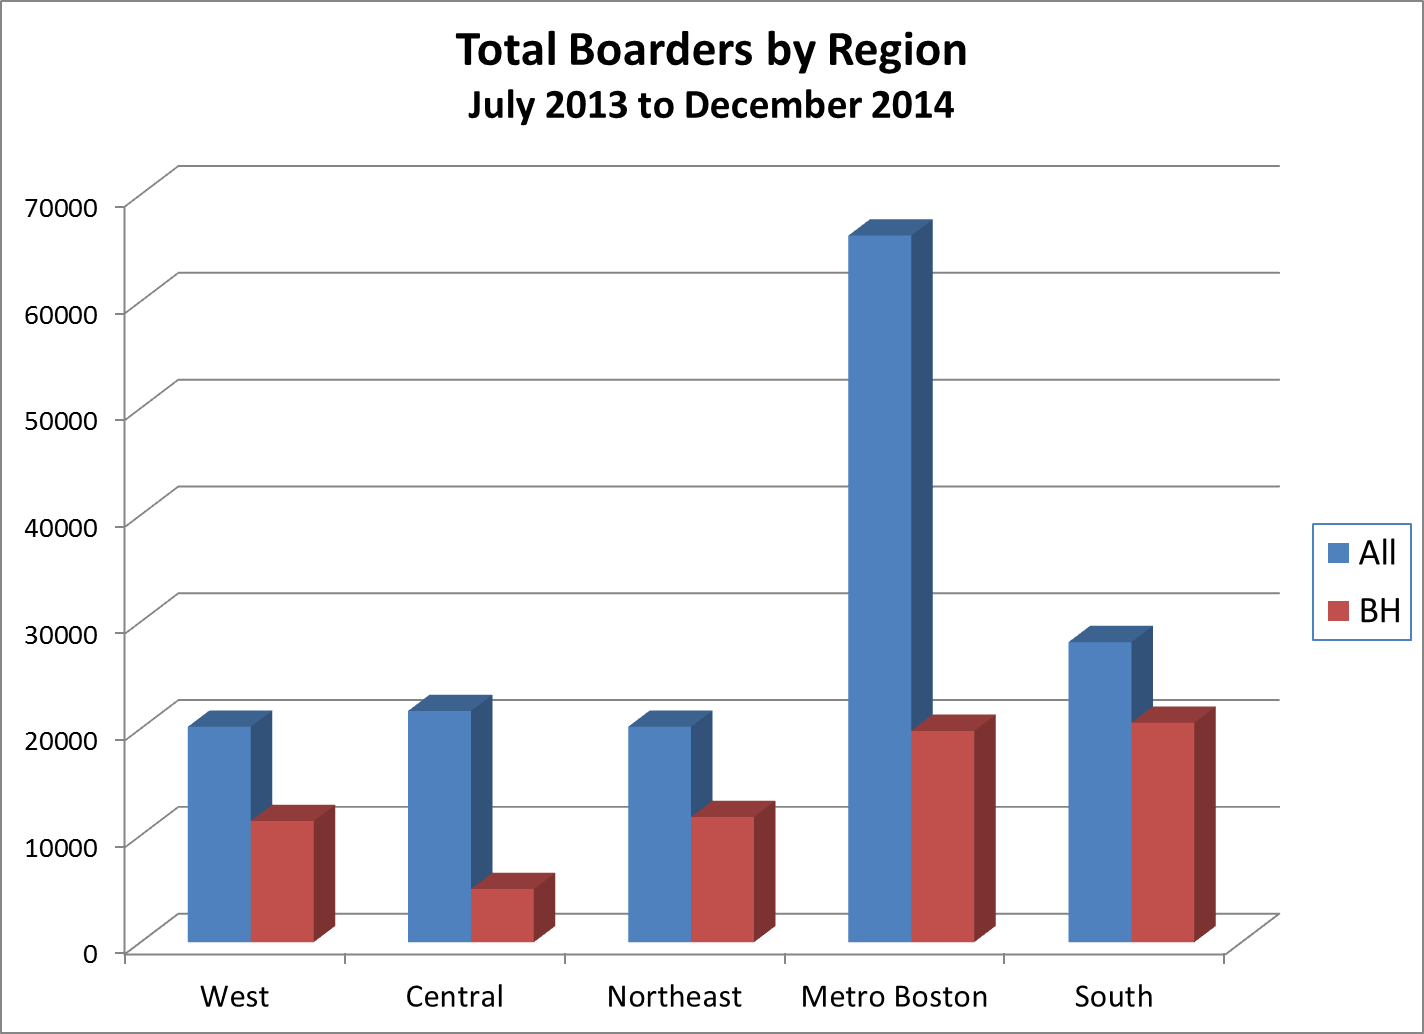 Total Boarders by Region
July 2013 to December 2014
70000
60000
50000
40000
30000
20000
10000
0
West Central Northeast Metro Boston South
All
BH